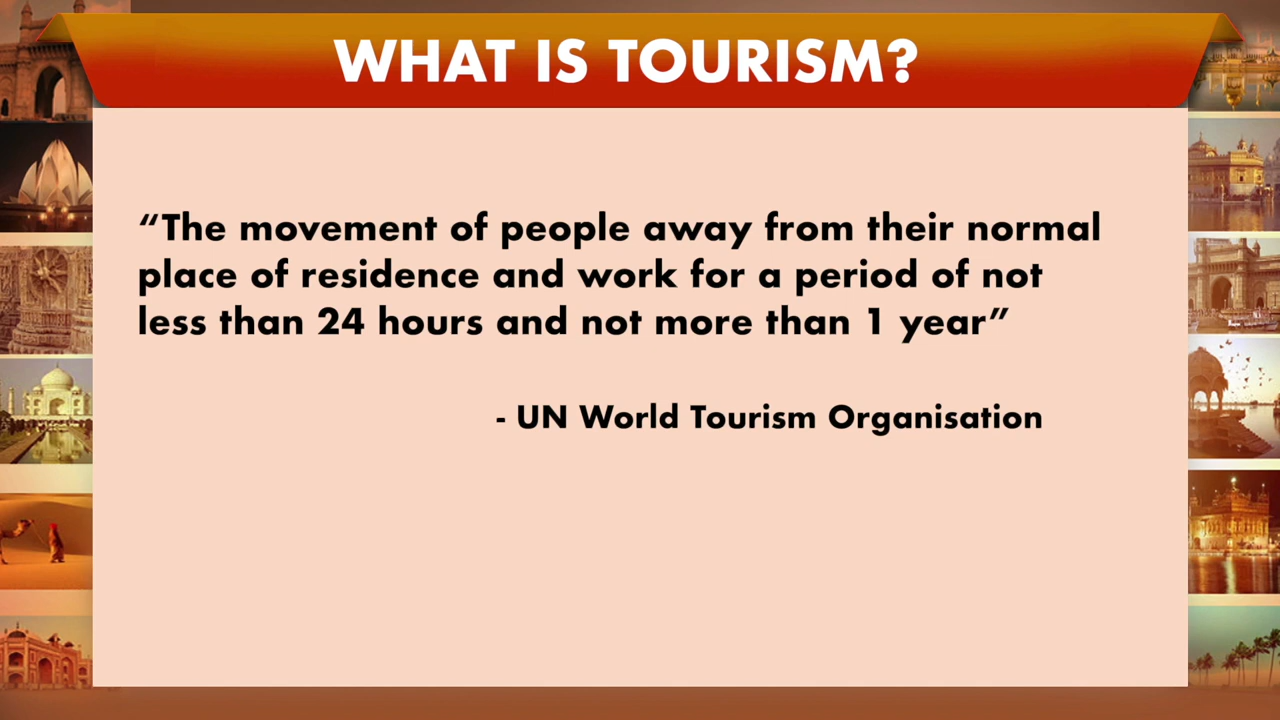 WHAT IS TOURISM?
“The movement of people away from their normal
place of residence and work for a period of not
less than 24 hours and not more than 1 year”
- UN World Tourism Organisation